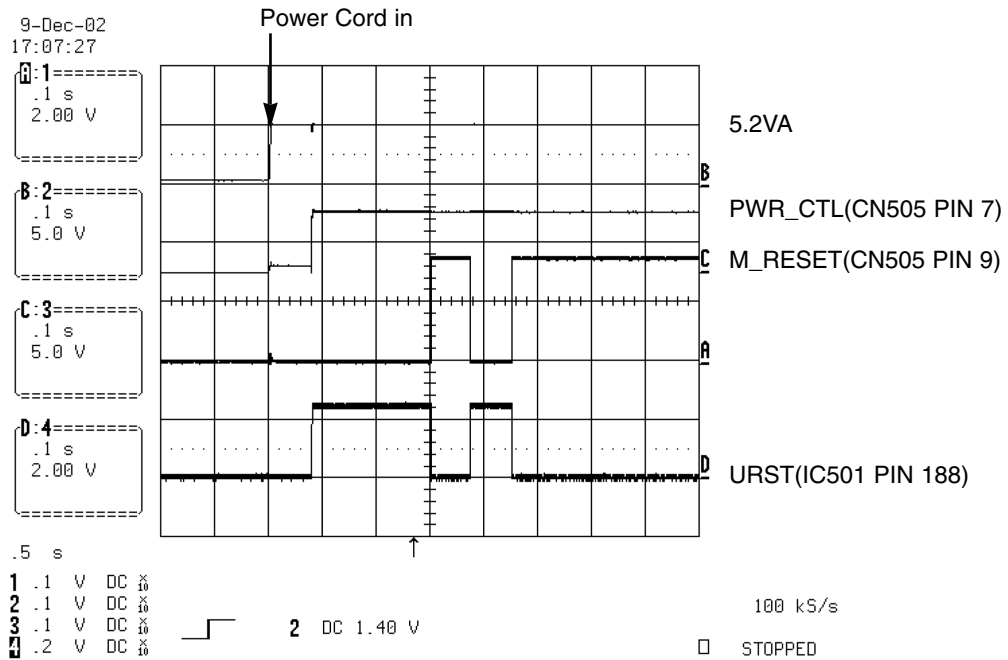 Power Cord in
9-Dec-02
17:07:27
A:1
.1 s
2.00 V
B:2
.1 s
5.0 V
C:3
.1 s
5.0 V
D:4
.1 s
2.00 V
B
C
A
D
5.2VA
PWR_CTL(CN505 PIN 7)
M_RESET(CN505 PIN 9)
URST(IC501 PIN 188)
.5 s
1 .1 V DC X10
2 .1 V DC X10
3 .1 V DC X10
4 .2 V DC X10
2 DC 1.40 V
100 kS/s
STOPPED